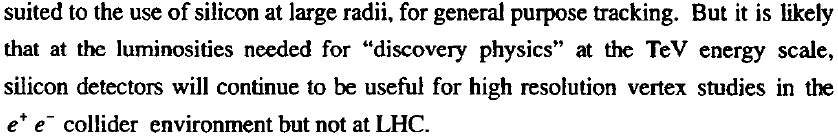 suited to the use of silicon at large radii, for general purpose tracking. But it is likely
that at the luminosities needed for “discovery physics” at the TeV energy scale,
silicon detectors will continue to be useful for high resolution vertex studies in the
e⁺ e⁻ collider environment but not at LHC.